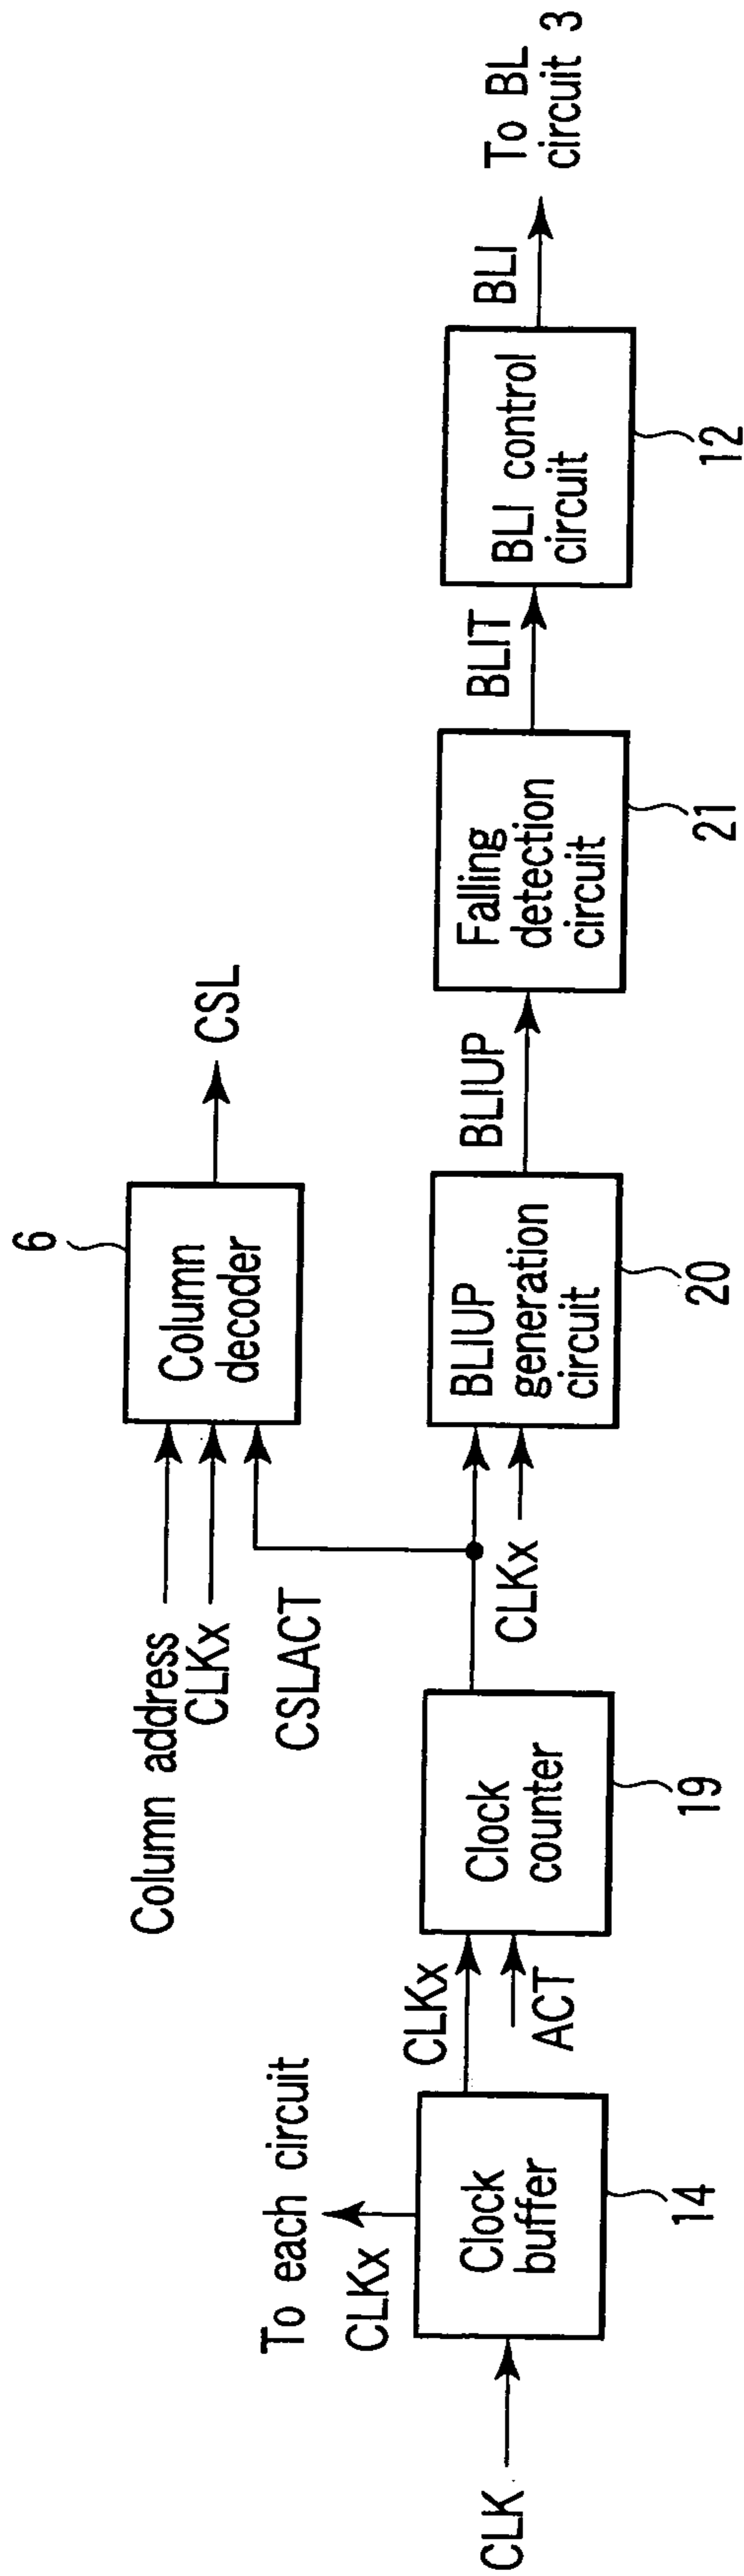 CLK
Clock
buffer
14
To each circuit
CLKx
CLKx
ACT
Clock
counter
19
Column address
CLKx
CSLACT
Column
decoder
6
CSL
CLKx
BLIUP
generation
circuit
20
BLIUP
Falling
detection
circuit
21
BLIT
BLI control
circuit
12
BLI
To BL
circuit 3